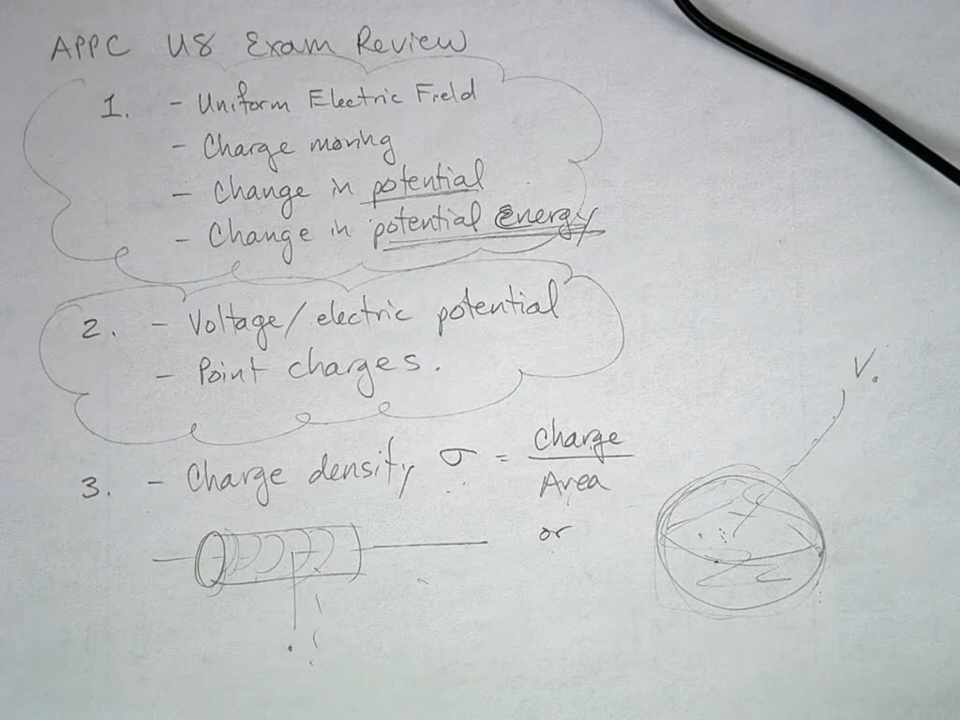 APPC U8 Exam Review
1. - Uniform Electric Field
- Charge moving
- Change in potential
- Change in potential energy
2. - Voltage/electric potential
- Point charges.
3. - Charge density σ = Charge
Area
or
V.